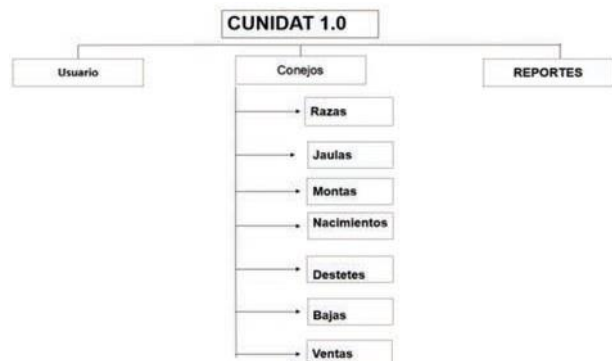 CUNIDAT 1.0
Usuario
Conejos
REPORTES
Razas
Jaulas
Montas
Nacimientos
Destetes
Bajas
Ventas